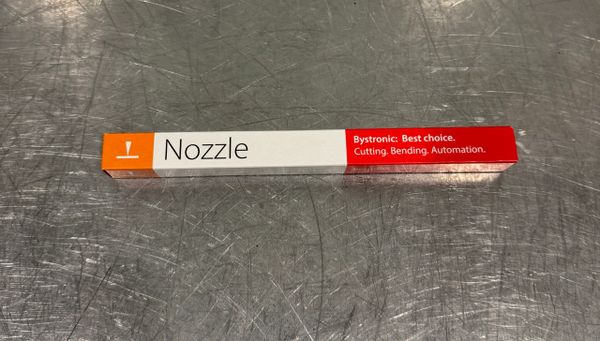 Nozzle
Bystronic: Best choice.
Cutting. Bending. Automation.